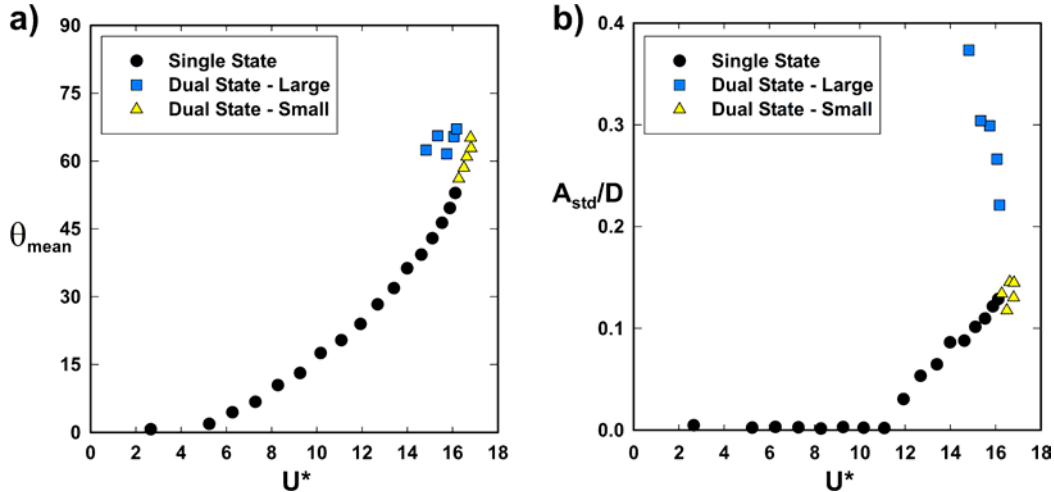 a)
90
75
60
45
30
15
0
θmean
Single State
Dual State - Large
Dual State - Small
0 2 4 6 8 10 12 14 16 18
U*
b)
0.4
0.3
0.2
0.1
0.0
Astd/D
Single State
Dual State - Large
Dual State - Small
0 2 4 6 8 10 12 14 16 18
U*